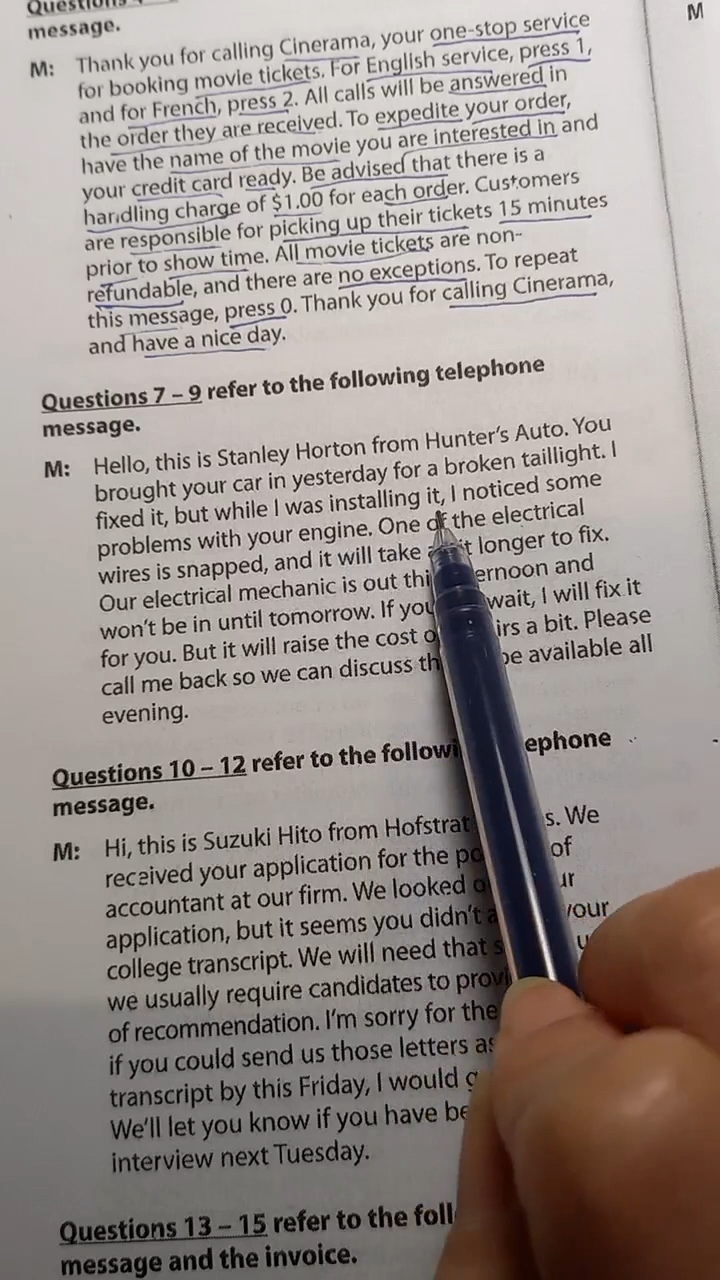 Questions
message.
M: Thank you for calling Cinerama, your one-stop service
for booking movie tickets. For English service, press 1,
and for French, press 2. All calls will be answered in
the order they are received. To expedite your order,
have the name of the movie you are interested in and
your credit card ready. Be advised that there is a
handling charge of $1.00 for each order. Customers
are responsible for picking up their tickets 15 minutes
prior to show time. All movie tickets are non-
refundable, and there are no exceptions. To repeat
this message, press 0. Thank you for calling Cinerama,
and have a nice day.
Questions 7 – 9 refer to the following telephone
message.
M: Hello, this is Stanley Horton from Hunter's Auto. You
brought your car in yesterday for a broken taillight. I
fixed it, but while I was installing it, I noticed some
problems with your engine. One of the electrical
wires is snapped, and it will take longer to fix.
Our electrical mechanic is out and
won't be in until tomorrow. If you wait, I will fix it
for you. But it will raise the cost a bit. Please
call me back so we can discuss be available all
evening.
Questions 10 – 12 refer to the
message.
M: Hi, this is Suzuki Hito from We
received your application for the of
accountant at our firm. We looked
application, but it seems you didn't
college transcript. We will need that
we usually require candidates to
of recommendation. I'm sorry for the
if you could send us those letters
transcript by this Friday, I would
We'll let you know if you have
interview next Tuesday.
Questions 13 – 15 refer to the
message and the invoice.
M